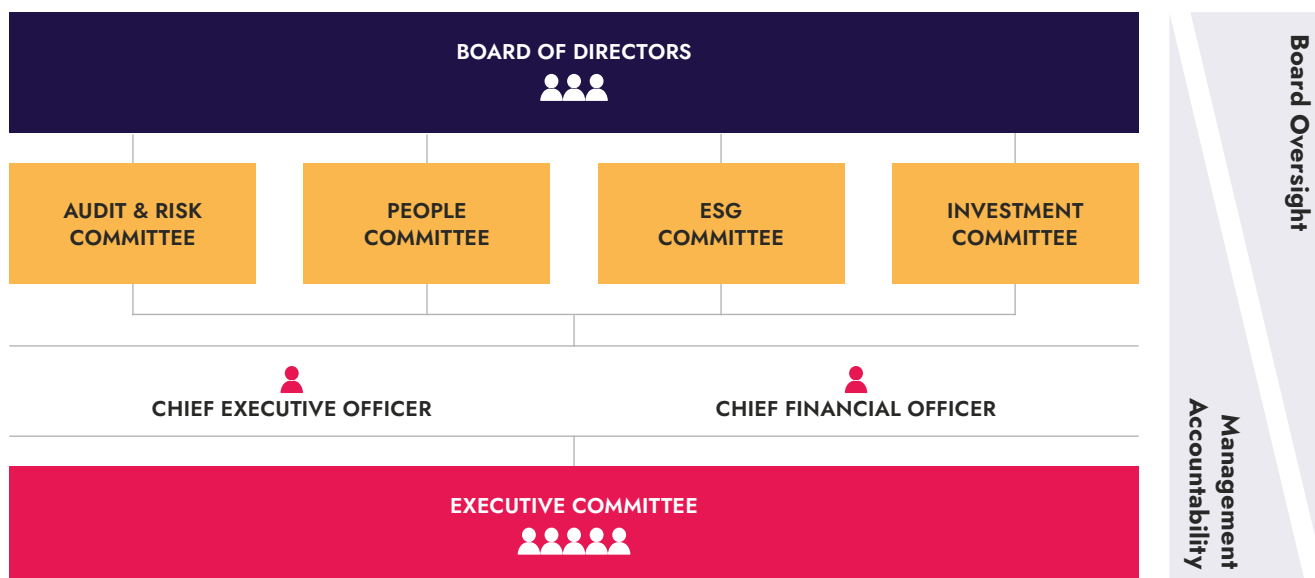 BOARD OF DIRECTORS
AUDIT & RISK
COMMITTEE
PEOPLE
COMMITTEE
ESG
COMMITTEE
INVESTMENT
COMMITTEE
CHIEF EXECUTIVE OFFICER
CHIEF FINANCIAL OFFICER
EXECUTIVE COMMITTEE
Board Oversight
Management
Accountability